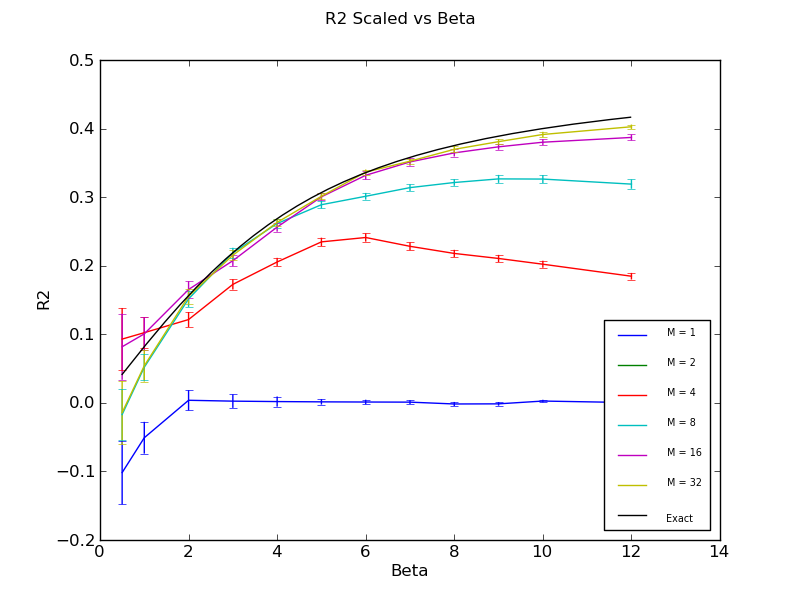 R2 Scaled vs Beta
0.5
0.4
0.3
0.2
0.1
0.0
−0.1
−0.2
R2
0 2 4 6 8 10 12 14
Beta
M = 1
M = 2
M = 4
M = 8
M = 16
M = 32
Exact